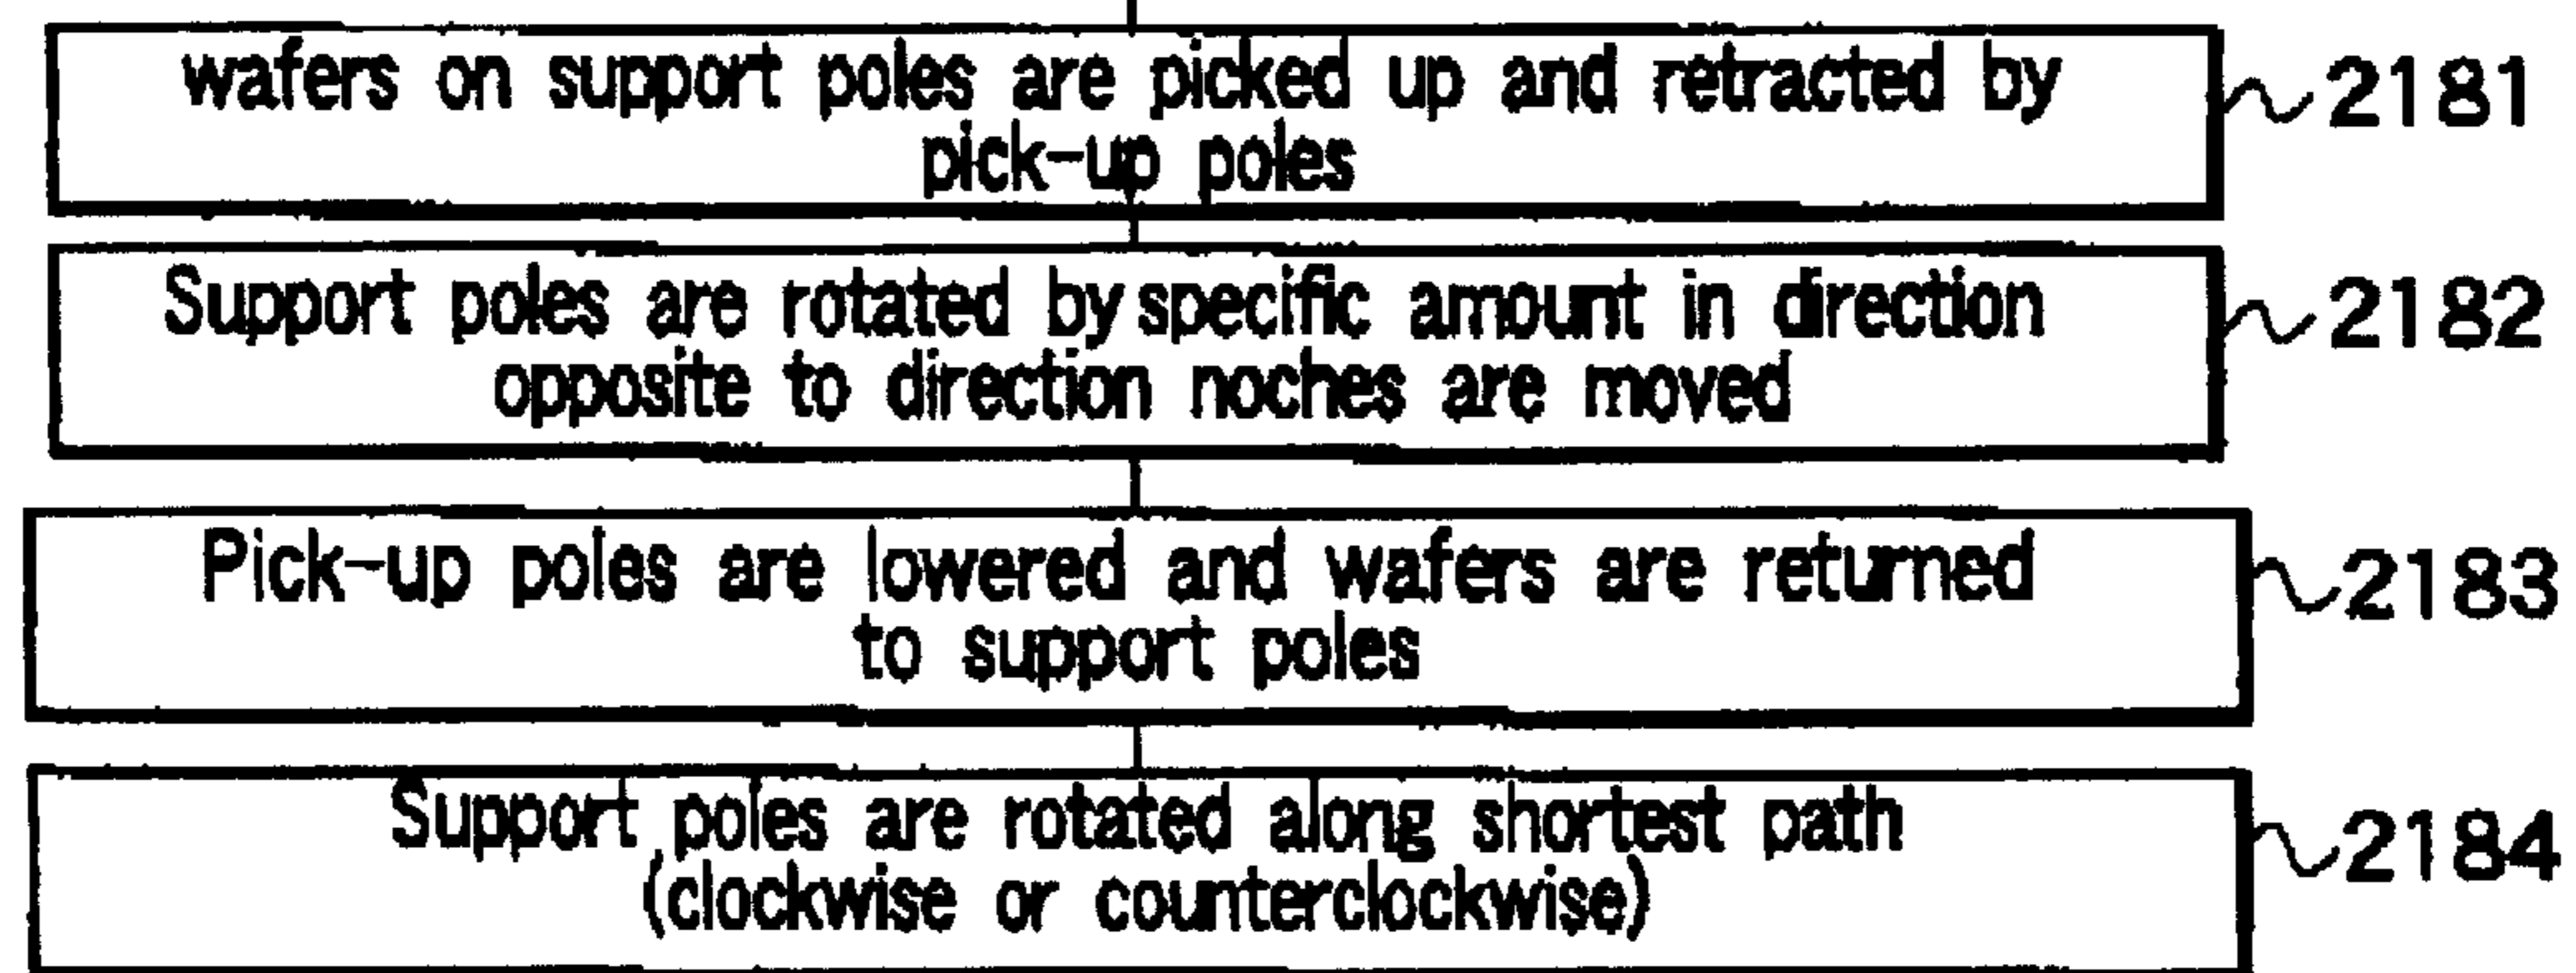 wafers on support poles are picked up and retracted by
pick-up poles
2181
Support poles are rotated by specific amount in direction
opposite to direction noches are moved
2182
Pick-up poles are lowered and wafers are returned
to support poles
2183
Support poles are rotated along shortest path
(clockwise or counterclockwise)
2184